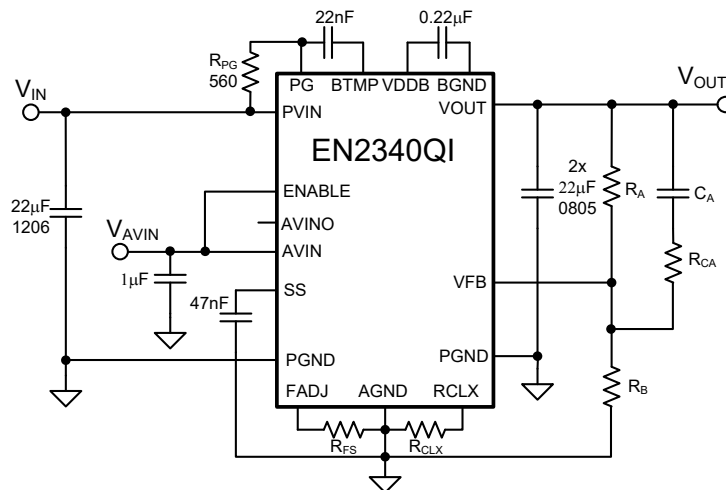 22nF
0.22µF
RPG
560
PG
BTMP
VDDB
BGND
VIN
PVIN
VOUT
VOUT
EN2340QI
2x
22µF
0805
RA
CA
ENABLE
22µF
1206
AVINO
VAVIN
AVIN
1µF
RCA
47nF
SS
VFB
PGND
PGND
RB
FADJ
AGND
RCLX
RFS
RCLX